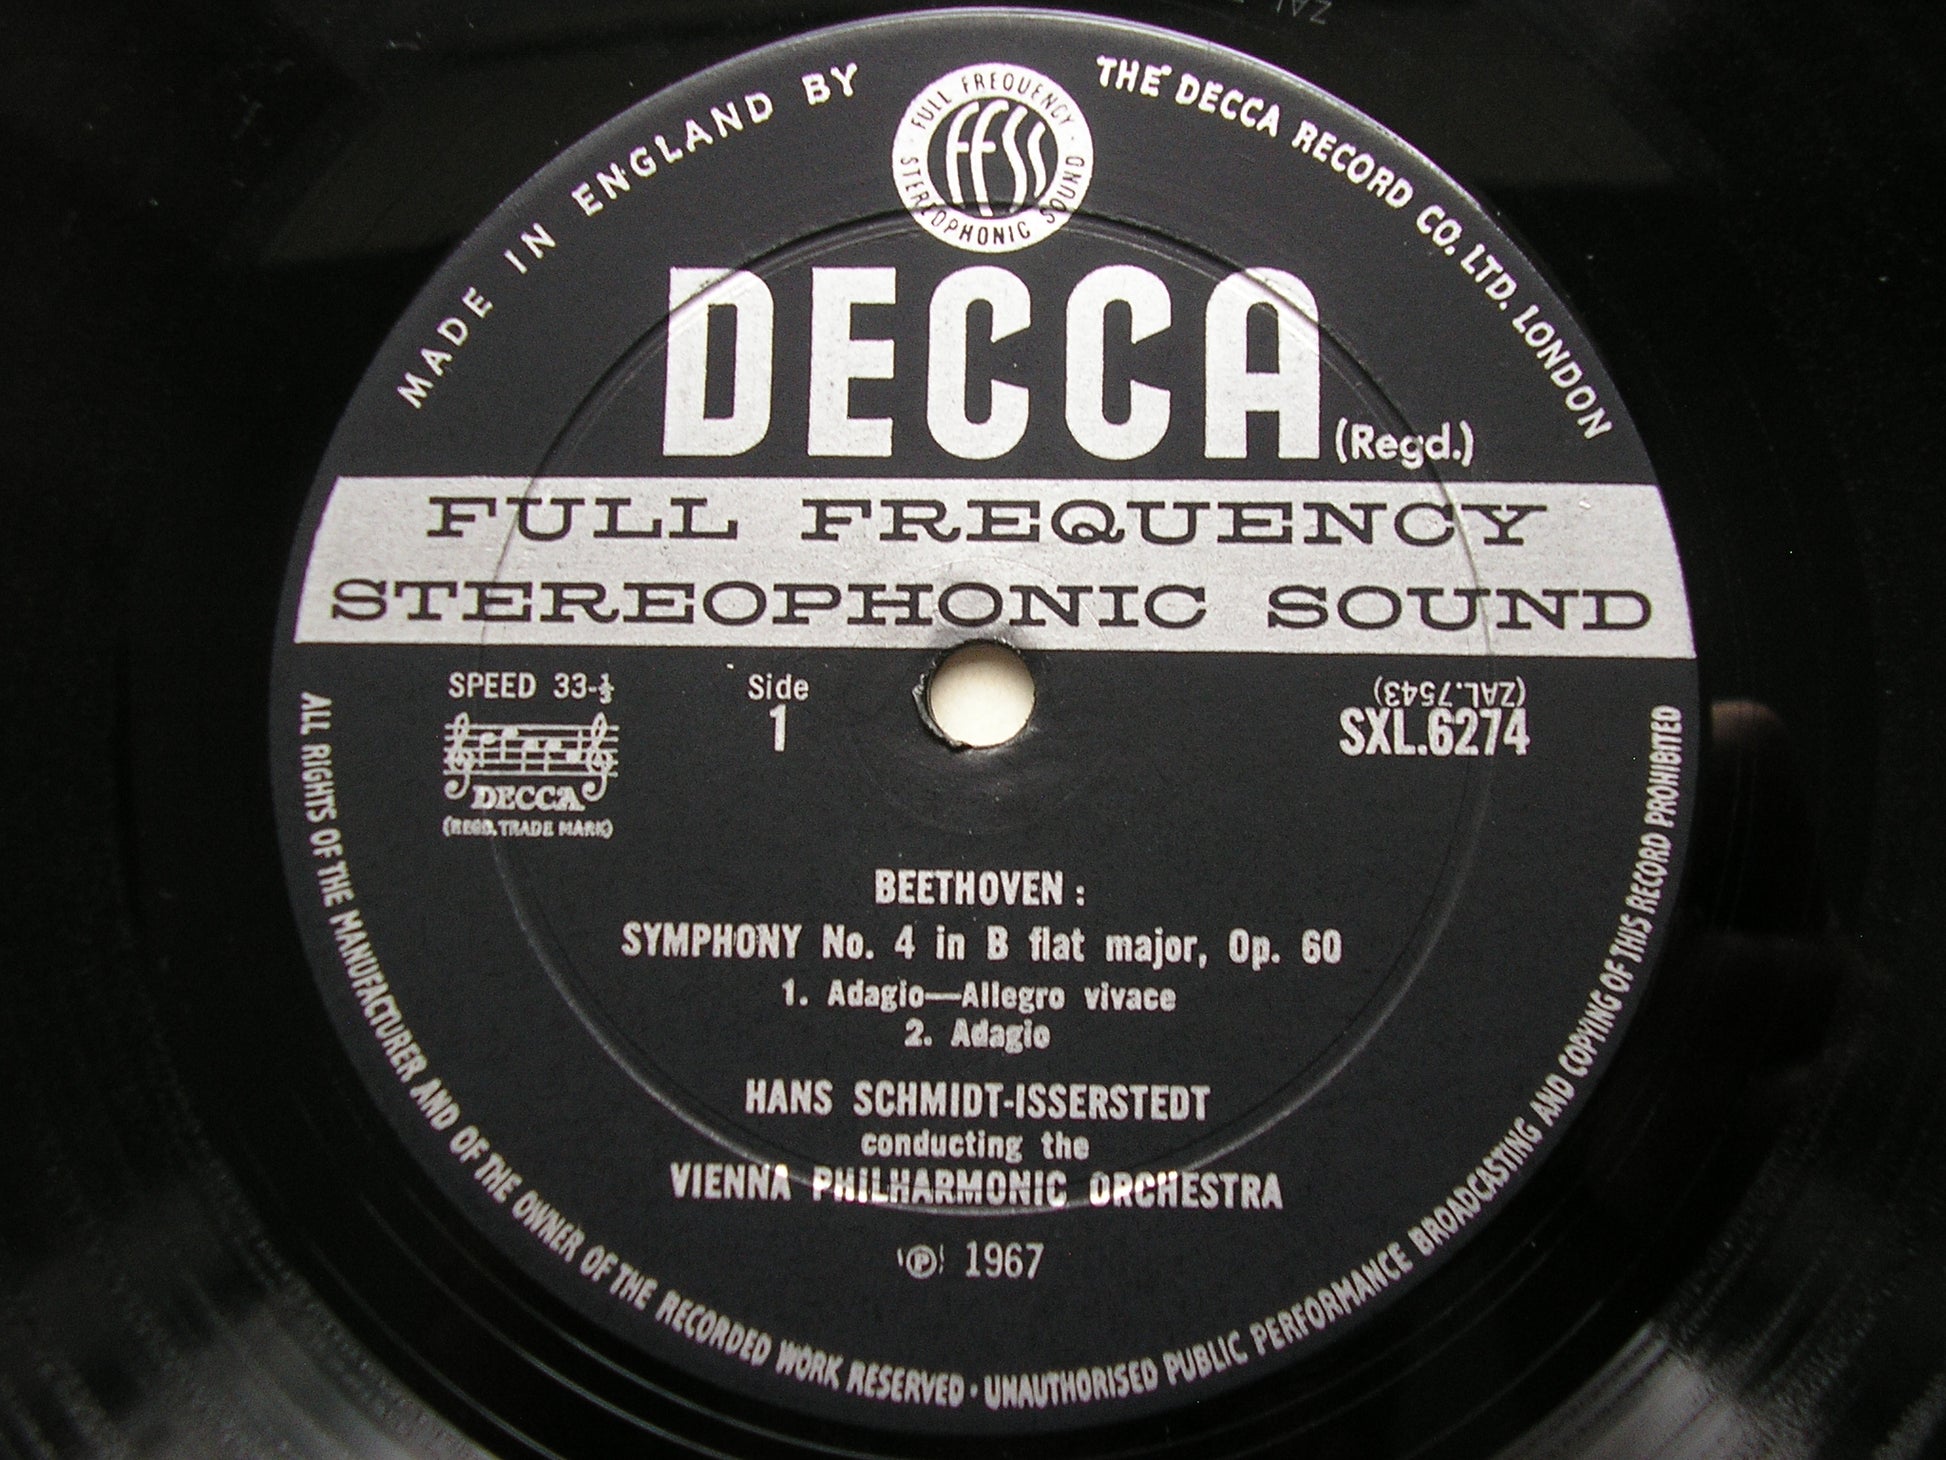 MADE IN ENGLAND BY
THE DECCA RECORD CO. LTD. LONDON
FULL FREQUENCY
FFSS
STEREOPHONIC SOUND
DECCA (Regd.)
FULL FREQUENCY
STEREOPHONIC SOUND
SPEED 33-⅓
Side
1
(ZAL.7543)
SXL.6274
DECCA
(REGD. TRADE MARK)
BEETHOVEN :
SYMPHONY No. 4 in B flat major, Op. 60
1. Adagio—Allegro vivace
2. Adagio
HANS SCHMIDT-ISSERSTEDT
conducting the
VIENNA PHILHARMONIC ORCHESTRA
℗ 1967
ALL RIGHTS OF THE MANUFACTURER AND OF THE OWNER OF THE RECORDED WORK RESERVED · UNAUTHORISED PUBLIC PERFORMANCE BROADCASTING AND COPYING OF THIS RECORD PROHIBITED